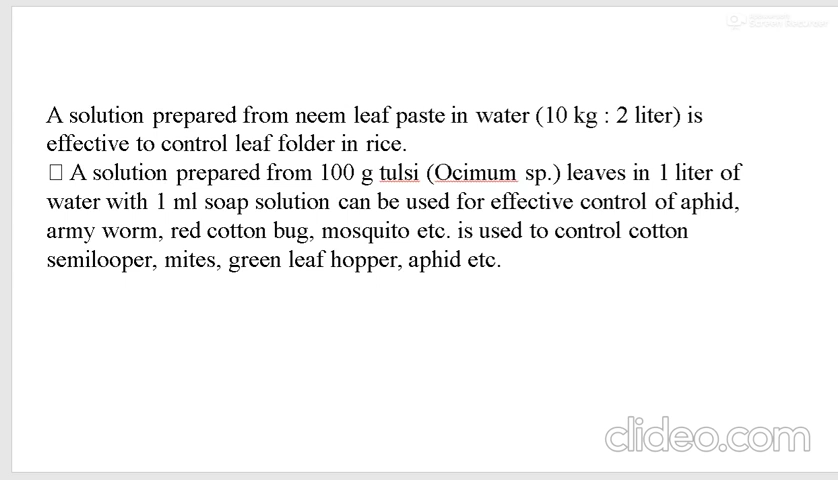 A solution prepared from neem leaf paste in water (10 kg : 2 liter) is
effective to control leaf folder in rice.
□ A solution prepared from 100 g tulsi (Ocimum sp.) leaves in 1 liter of
water with 1 ml soap solution can be used for effective control of aphid,
army worm, red cotton bug, mosquito etc. is used to control cotton
semilooper, mites, green leaf hopper, aphid etc.
clideo.com